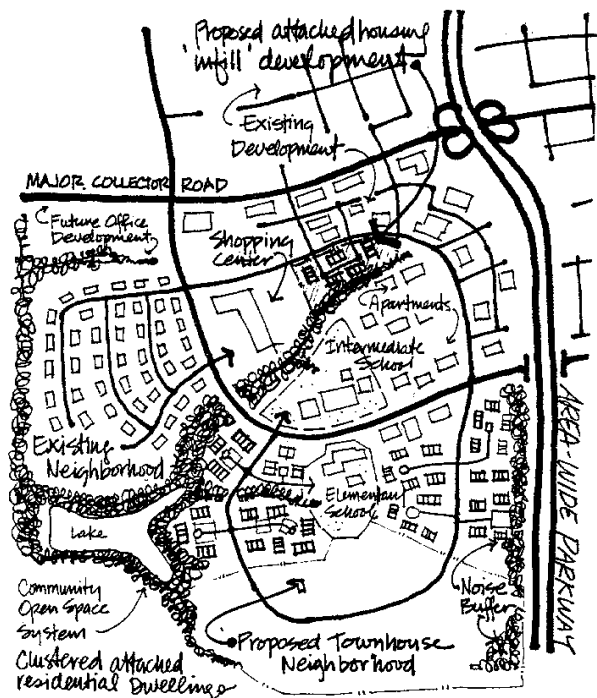 Proposed attached housing
'infill' development
Existing
Development
MAJOR COLLECTOR ROAD
Future Office
Development
Shopping
Center
Apartments
Intermediate
School
Existing
Neighborhood
Elementary
School
Lake
AREA-WIDE PARKWAY
Community
Open Space
System
Noise
Buffer
Proposed Townhouse
Neighborhood
Clustered attached
residential Dwellings